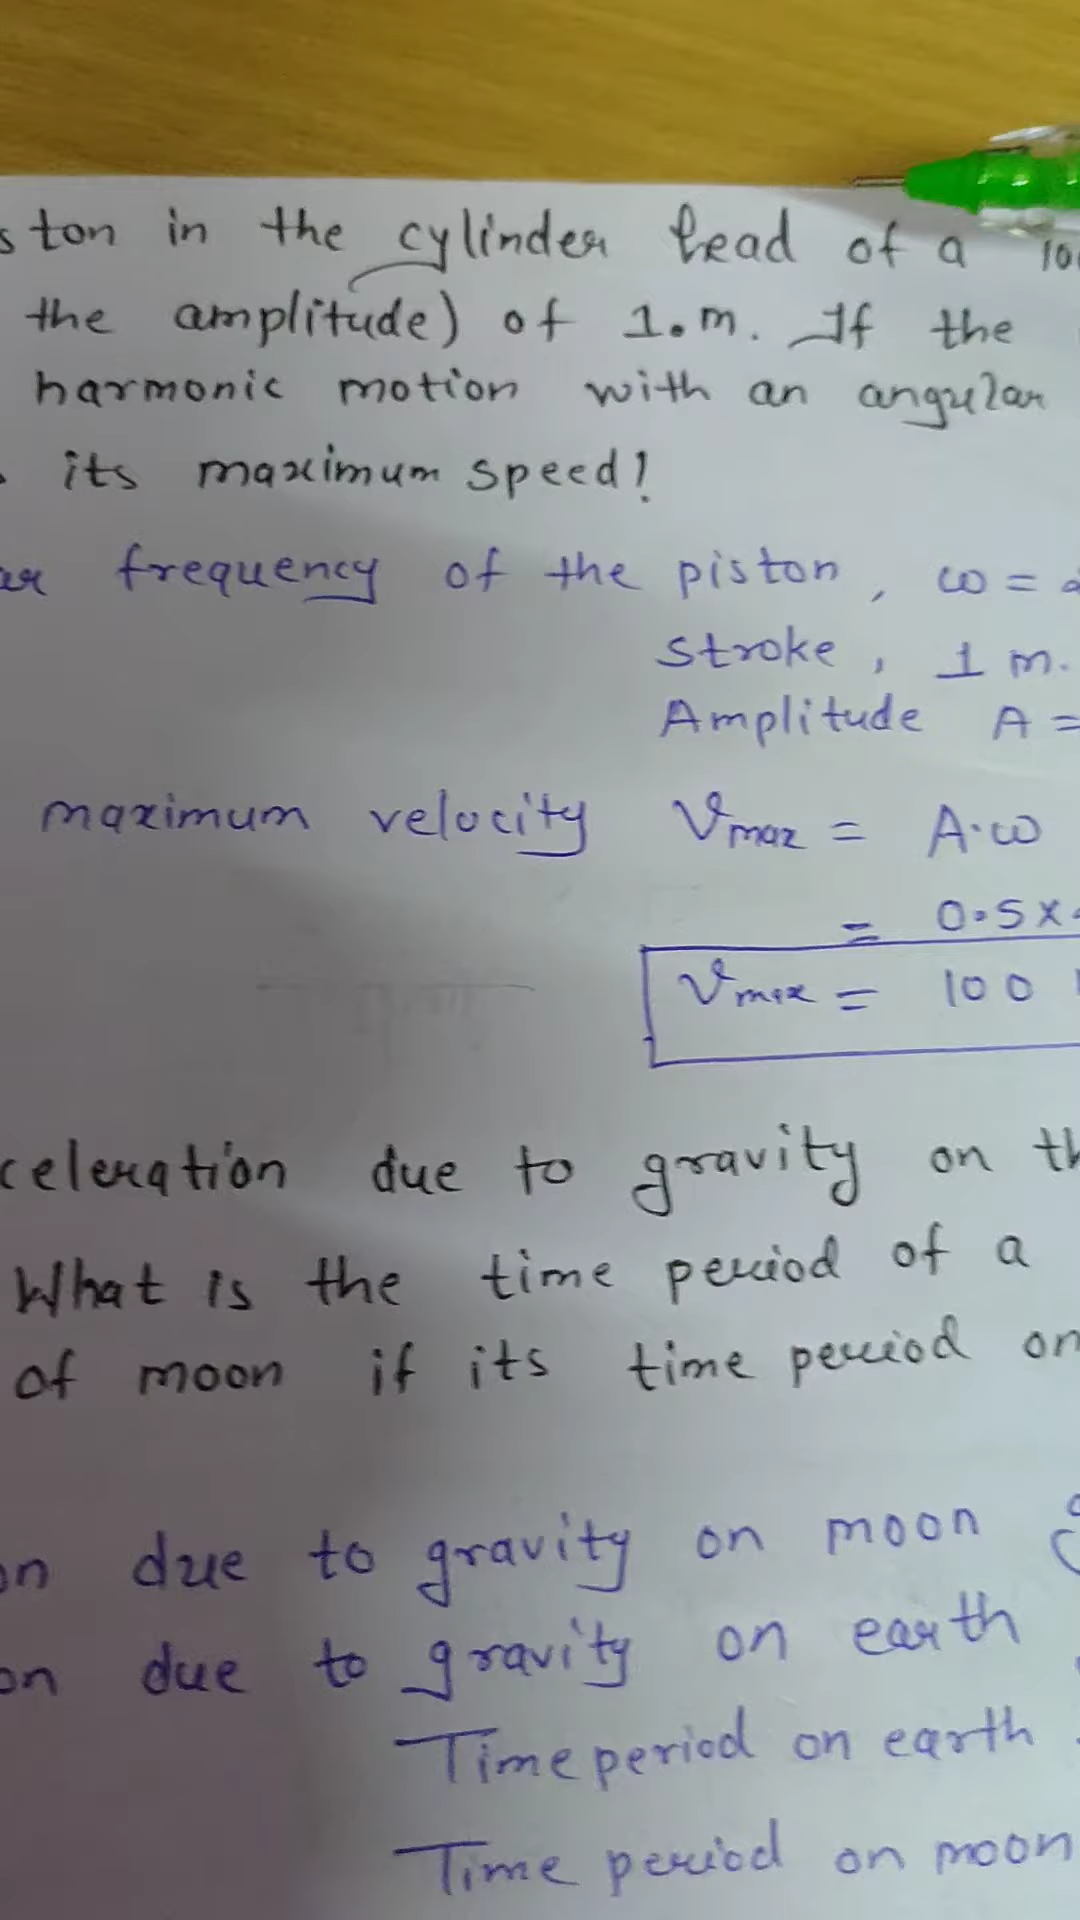 ston in the cylinder head of a
the amplitude) of 1.m. If the
harmonic motion with an angular
its maximum speed?
frequency of the piston, ω =
stroke, 1 m.
Amplitude A =
maximum velocity Vmax = A·ω
= 0.5×
Vmax = 100
celeration due to gravity on th
What is the time period of a
of moon if its time period on
on due to gravity on moon
on due to gravity on earth
Time period on earth
Time period on moon